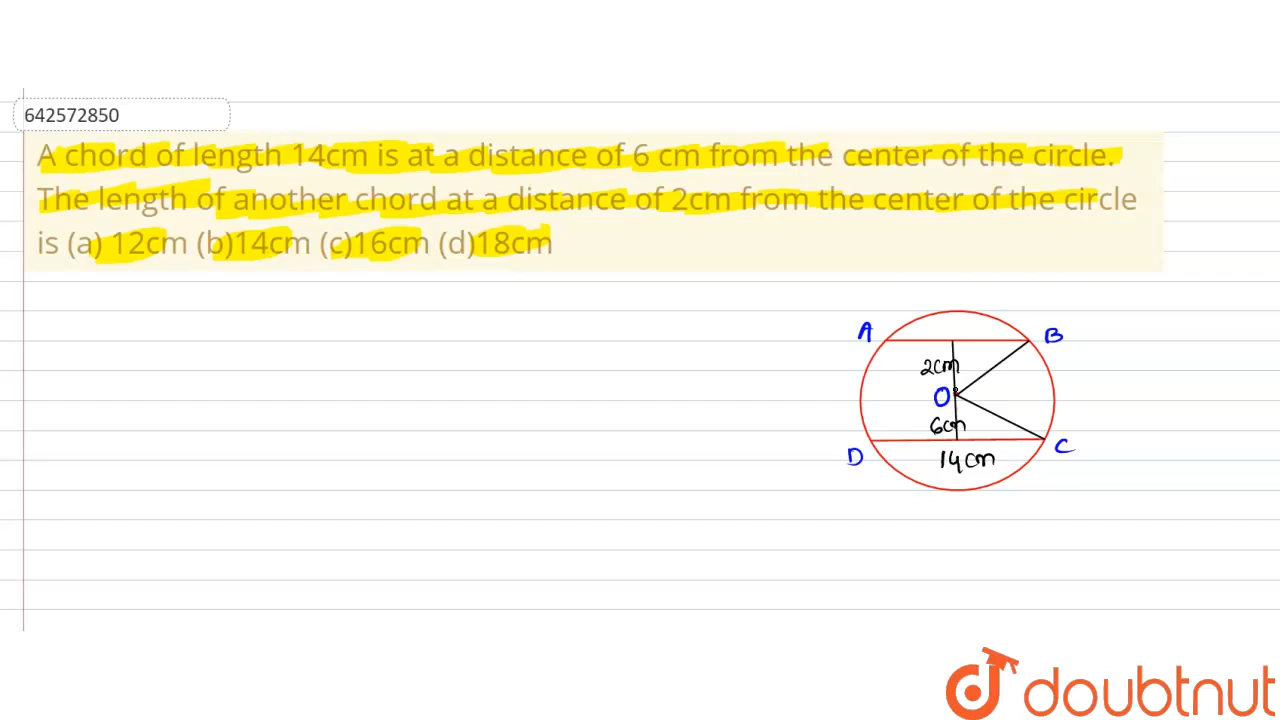 642572850
A chord of length 14cm is at a distance of 6 cm from the center of the circle.
The length of another chord at a distance of 2cm from the center of the circle
is (a) 12cm (b)14cm (c)16cm (d)18cm
A
B
2cm
O
6cm
D
14cm
C
doubtnut